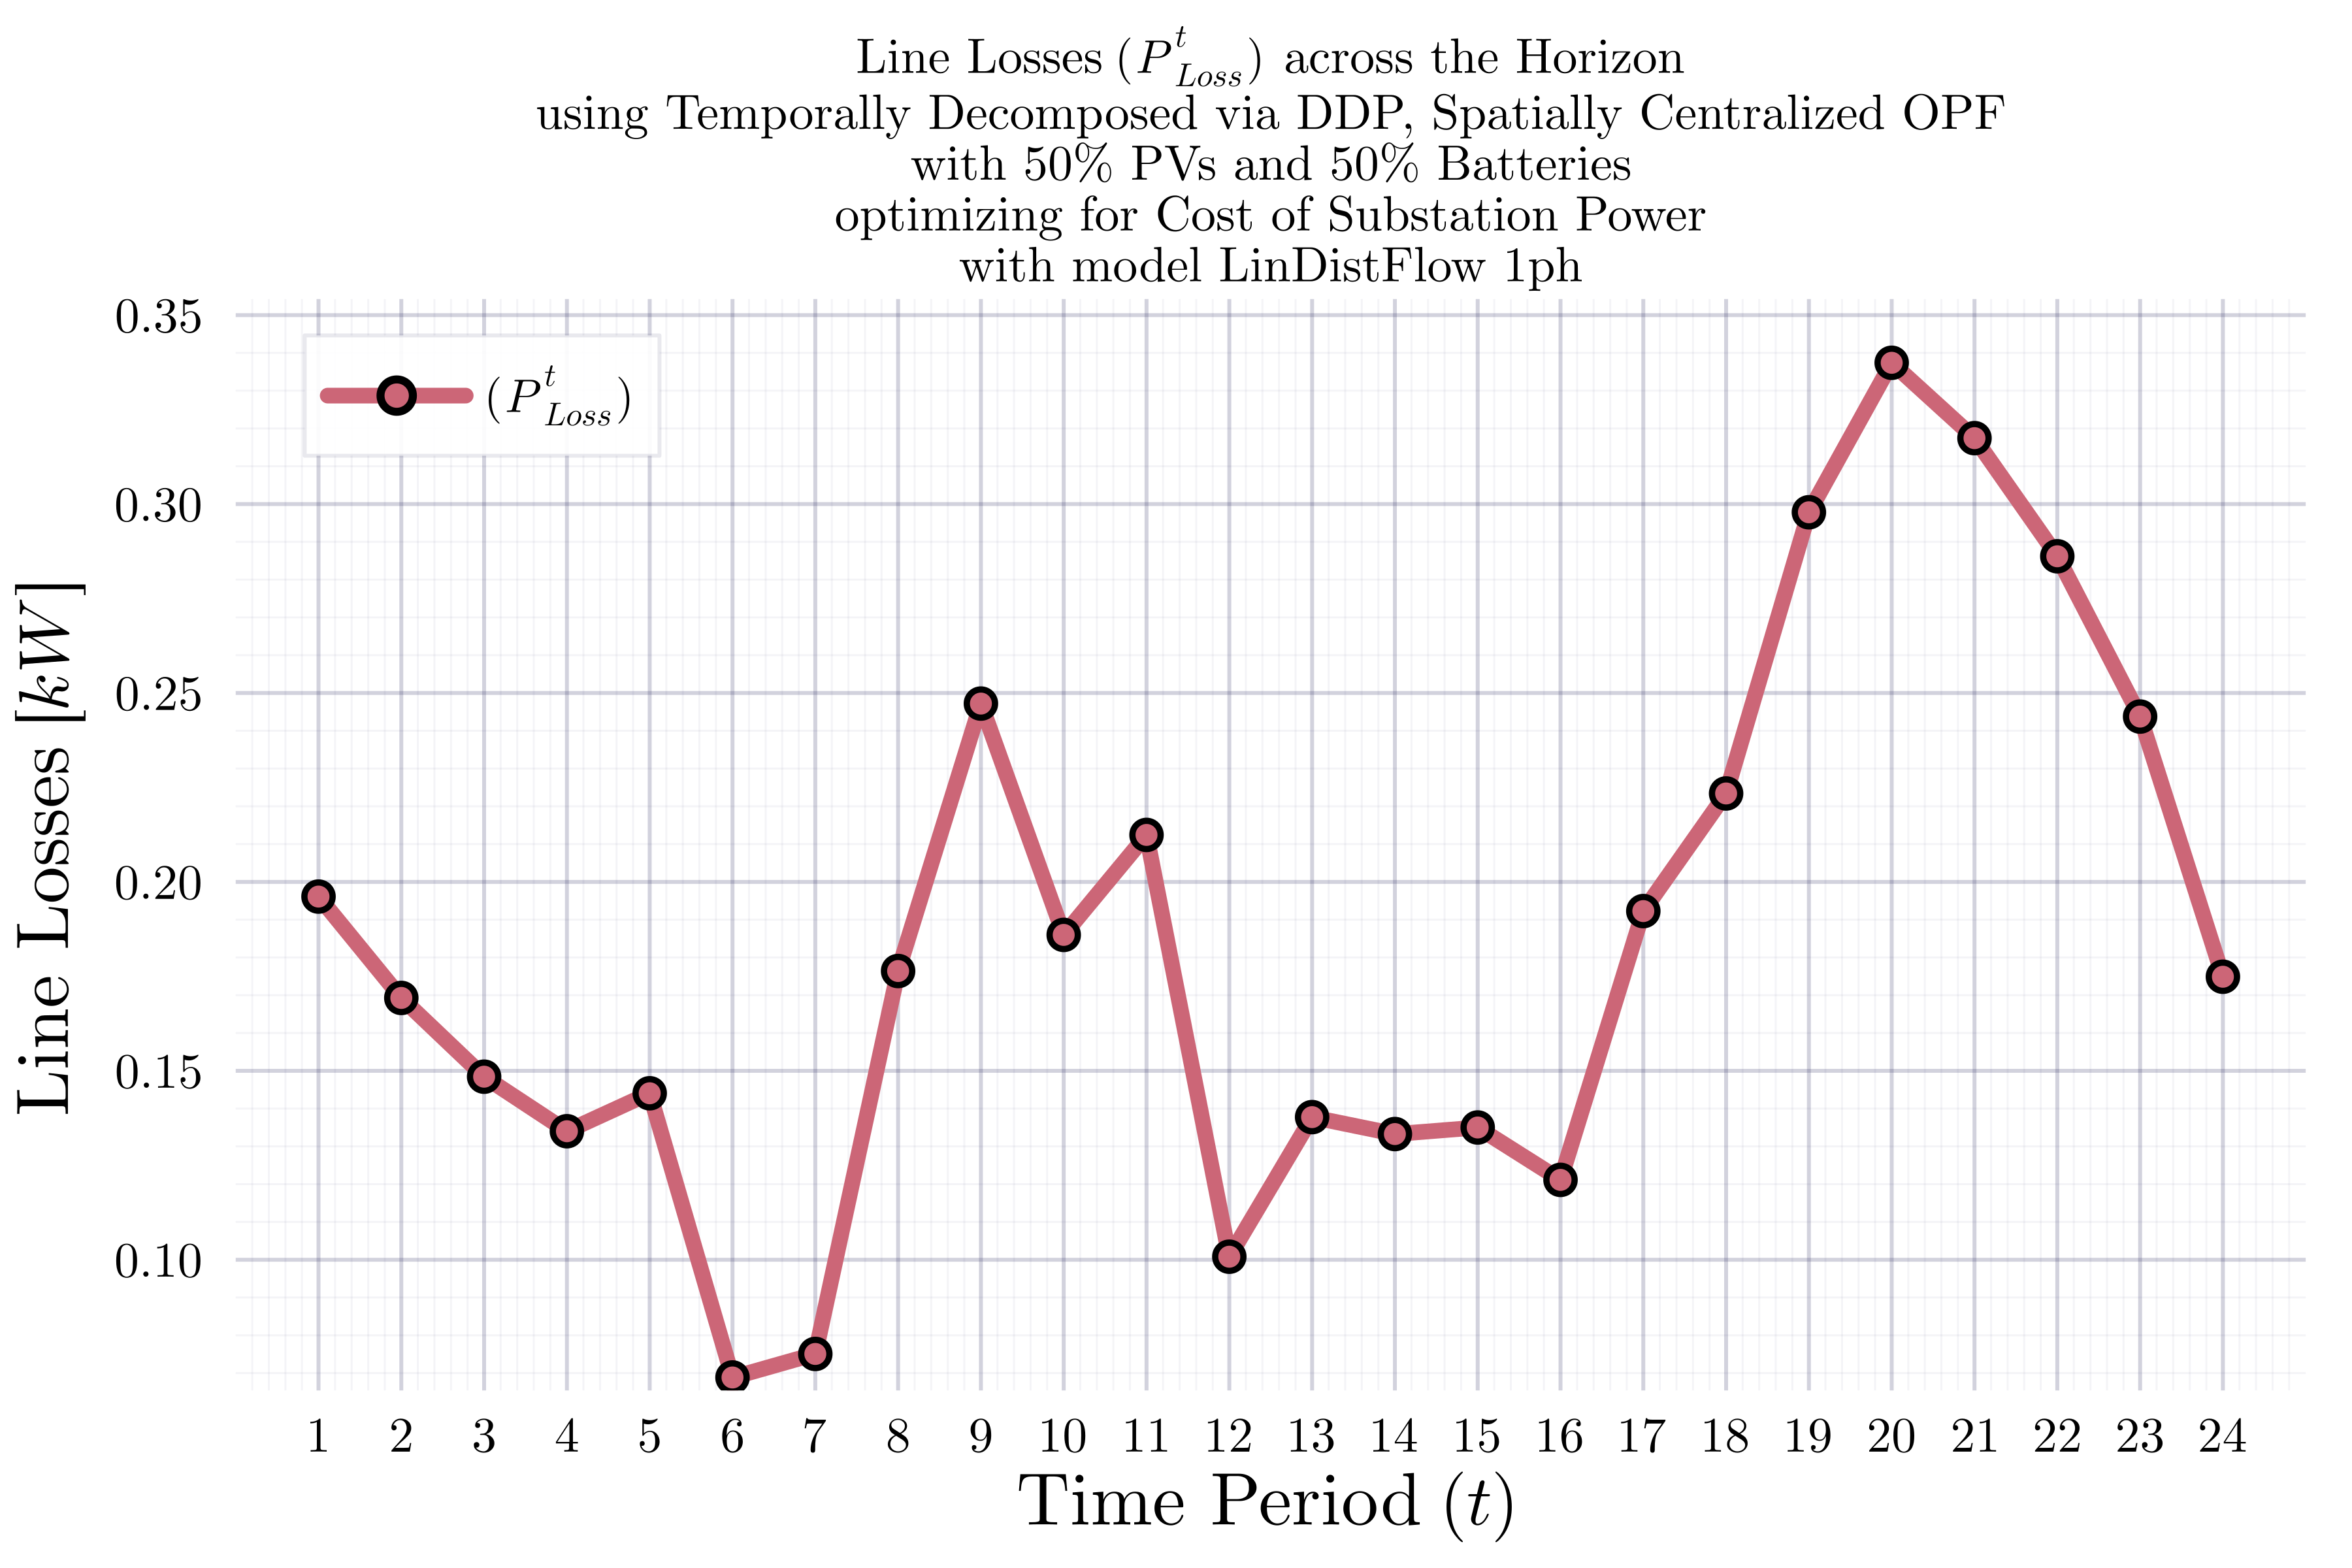 Line Losses (P^t_Loss) across the Horizon
using Temporally Decomposed via DDP, Spatially Centralized OPF
with 50% PVs and 50% Batteries
optimizing for Cost of Substation Power
with model LinDistFlow 1ph
(P^t_Loss)
Line Losses [kW]
0.35
0.30
0.25
0.20
0.15
0.10
1 2 3 4 5 6 7 8 9 10 11 12 13 14 15 16 17 18 19 20 21 22 23 24
Time Period (t)